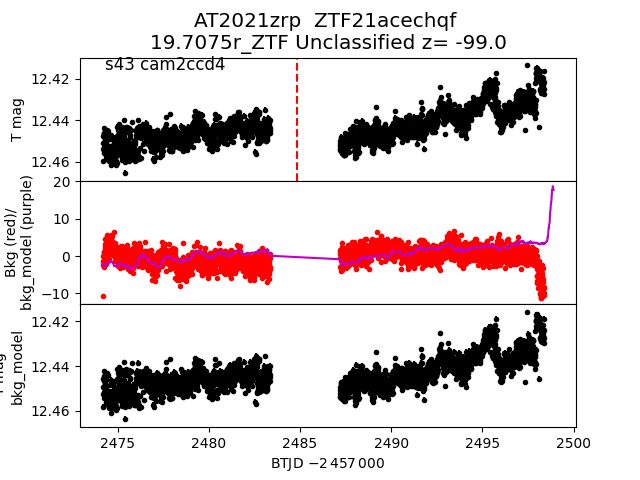 AT2021zrp  ZTF21acechqf
19.7075r_ZTF Unclassified z= -99.0
s43 cam2ccd4
T mag
12.42
12.44
12.46
Bkg (red)/
bkg_model (purple)
20
10
0
−10
bkg_model
12.42
12.44
12.46
2475
2480
2485
2490
2495
2500
BTJD −2 457 000